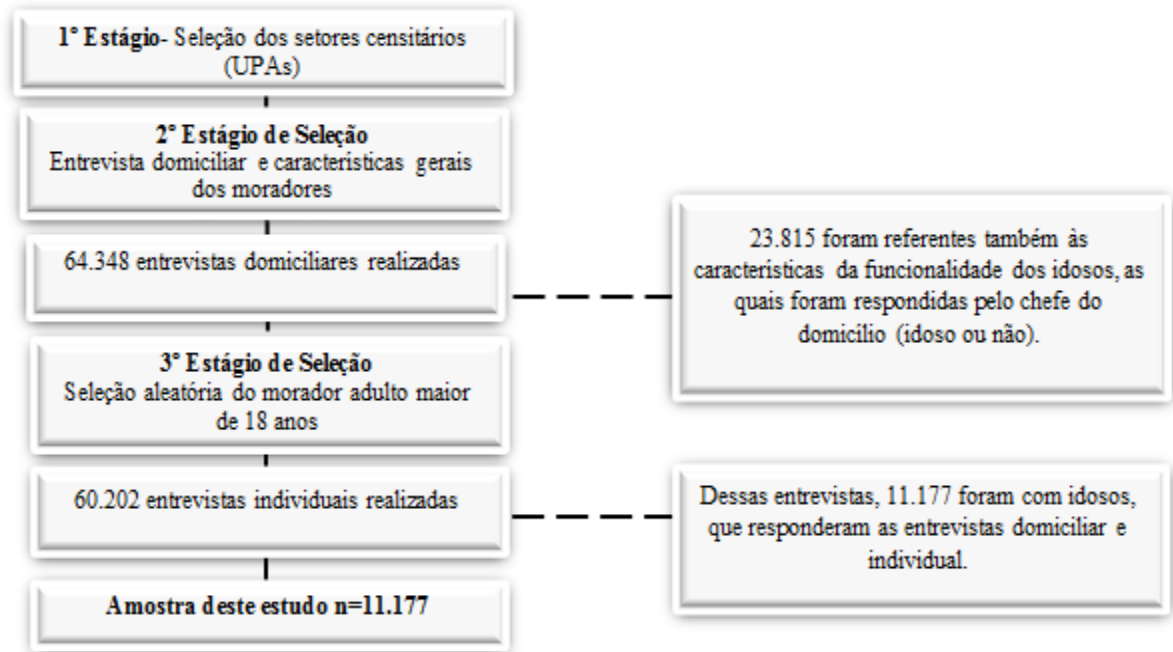 1° Estágio- Seleção dos setores censitários
(UPAs)
2° Estágio de Seleção
Entrevista domiciliar e características gerais
dos moradores
64.348 entrevistas domiciliares realizadas
23.815 foram referentes também às
características da funcionalidade dos idosos, as
quais foram respondidas pelo chefe do
domicílio (idoso ou não).
3° Estágio de Seleção
Seleção aleatória do morador adulto maior
de 18 anos
60.202 entrevistas individuais realizadas
Dessas entrevistas, 11.177 foram com idosos,
que responderam as entrevistas domiciliar e
individual.
Amostra deste estudo n=11.177